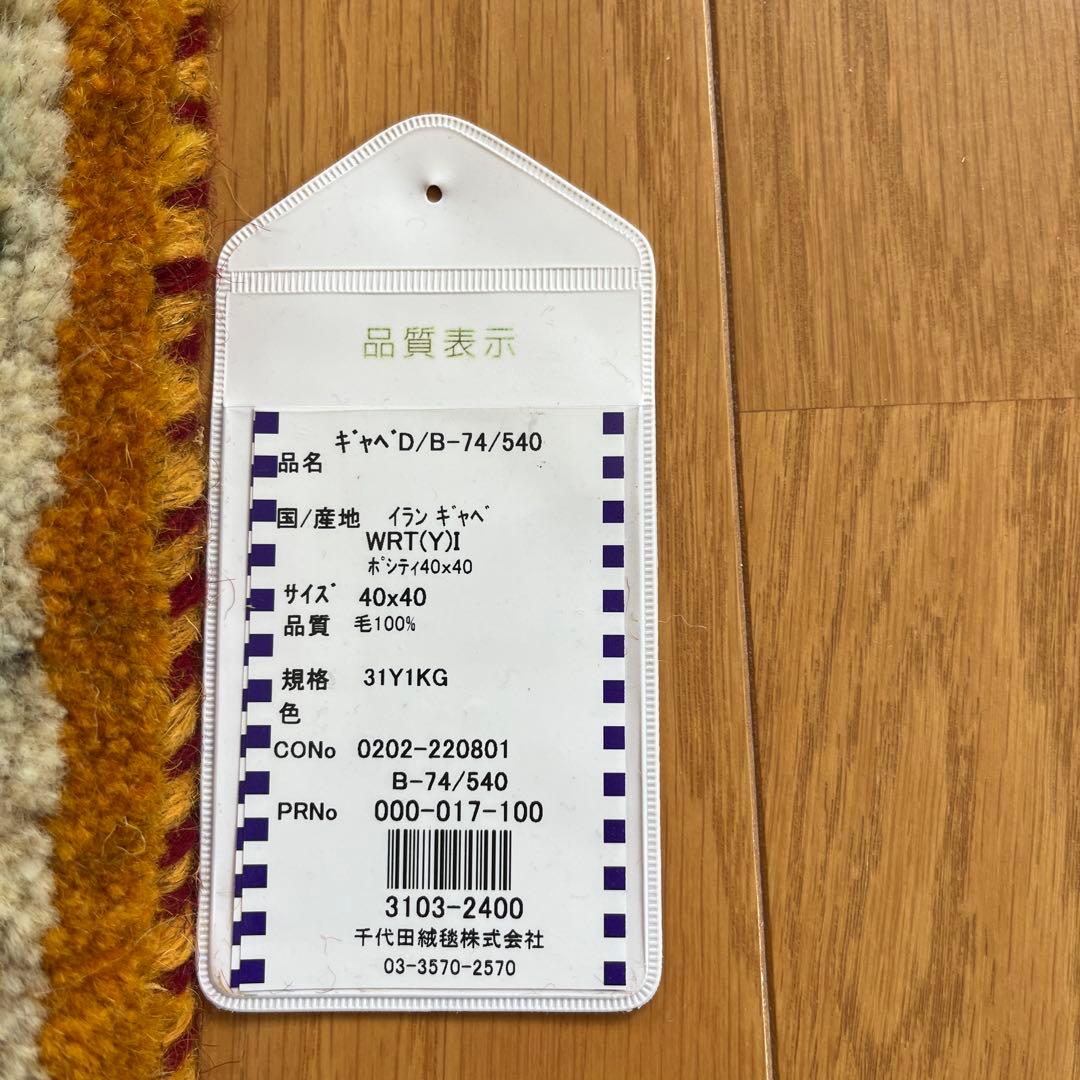 品質表示
ギャベD/B-74/540
品名
国/産地 イラン ギャベ
WRT(Y)I
ポシティ40x40
サイズ 40x40
品質 毛100%
規格 31Y1KG
色
CONo 0202-220801
B-74/540
PRNo 000-017-100
3103-2400
千代田絨毯株式会社
03-3570-2570